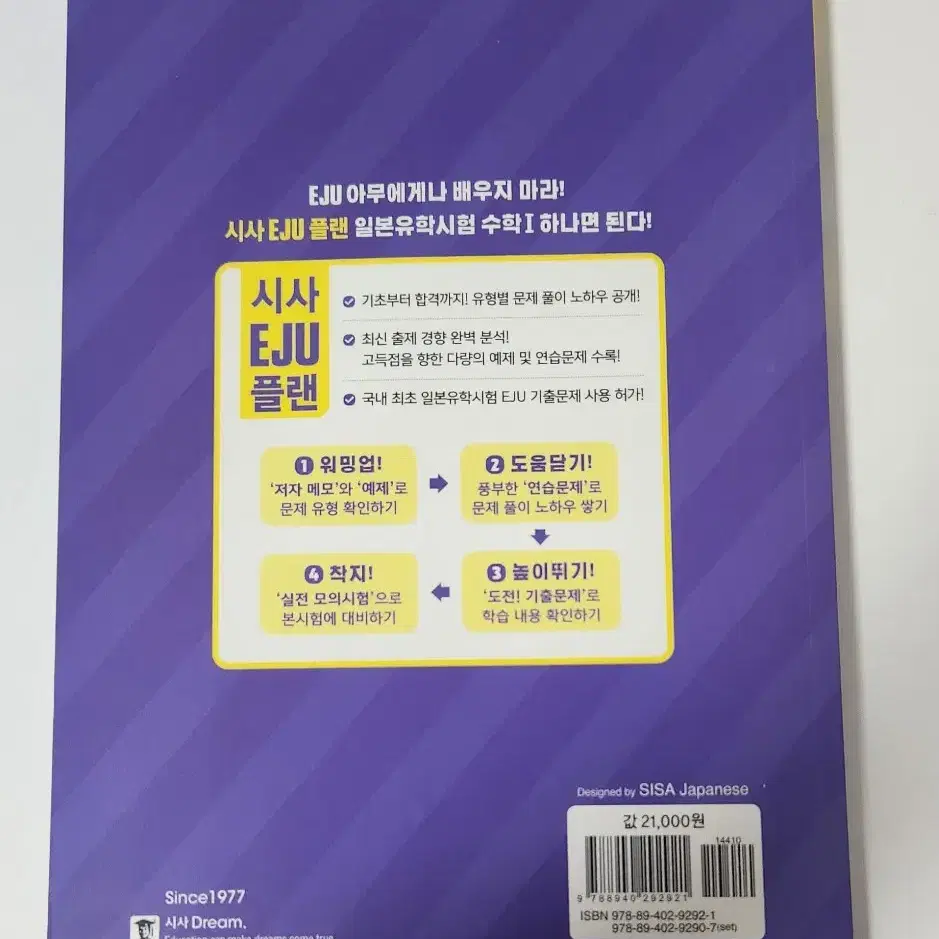 EJU 아무에게나 배우지 마라!
시사 EJU 플랜 일본유학시험 수학Ⅰ 하나면 된다!
시사
EJU
플랜
기초부터 합격까지! 유형별 문제 풀이 노하우 공개!
최신 출제 경향 완벽 분석!
고득점을 향한 다량의 예제 및 연습문제 수록!
국내 최초 일본유학시험 EJU 기출문제 사용 허가!
1 워밍업!
'저자 메모'와 '예제'로
문제 유형 확인하기
2 도움닫기!
풍부한 '연습문제'로
문제 풀이 노하우 쌓기
3 높이뛰기!
'도전! 기출문제'로
학습 내용 확인하기
4 착지!
'실전 모의시험'으로
본시험에 대비하기
Designed by SISA Japanese
값 21,000원
14410
9 788940 292921
ISBN 978-89-402-9292-1
978-89-402-9290-7(set)
Since1977
시사 Dream.
Education can make dreams come true